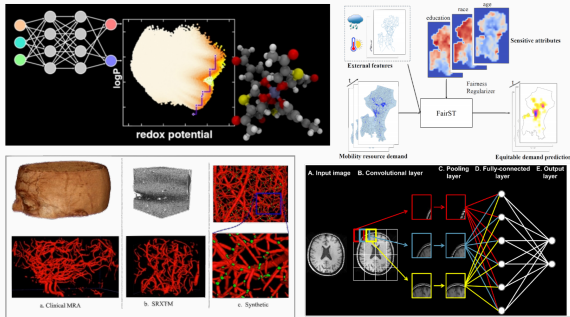 logP
redox potential
education
race
age
External features
Sensitive attributes
Fairness
Regularizer
FairST
Mobility resource demand
Equitable demand prediction
a. Clinical MRA
b. SRXTM
c. Synthetic
A. Input image
B. Convolutional layer
C. Pooling
layer
D. Fully-connected
layer
E. Output
layer